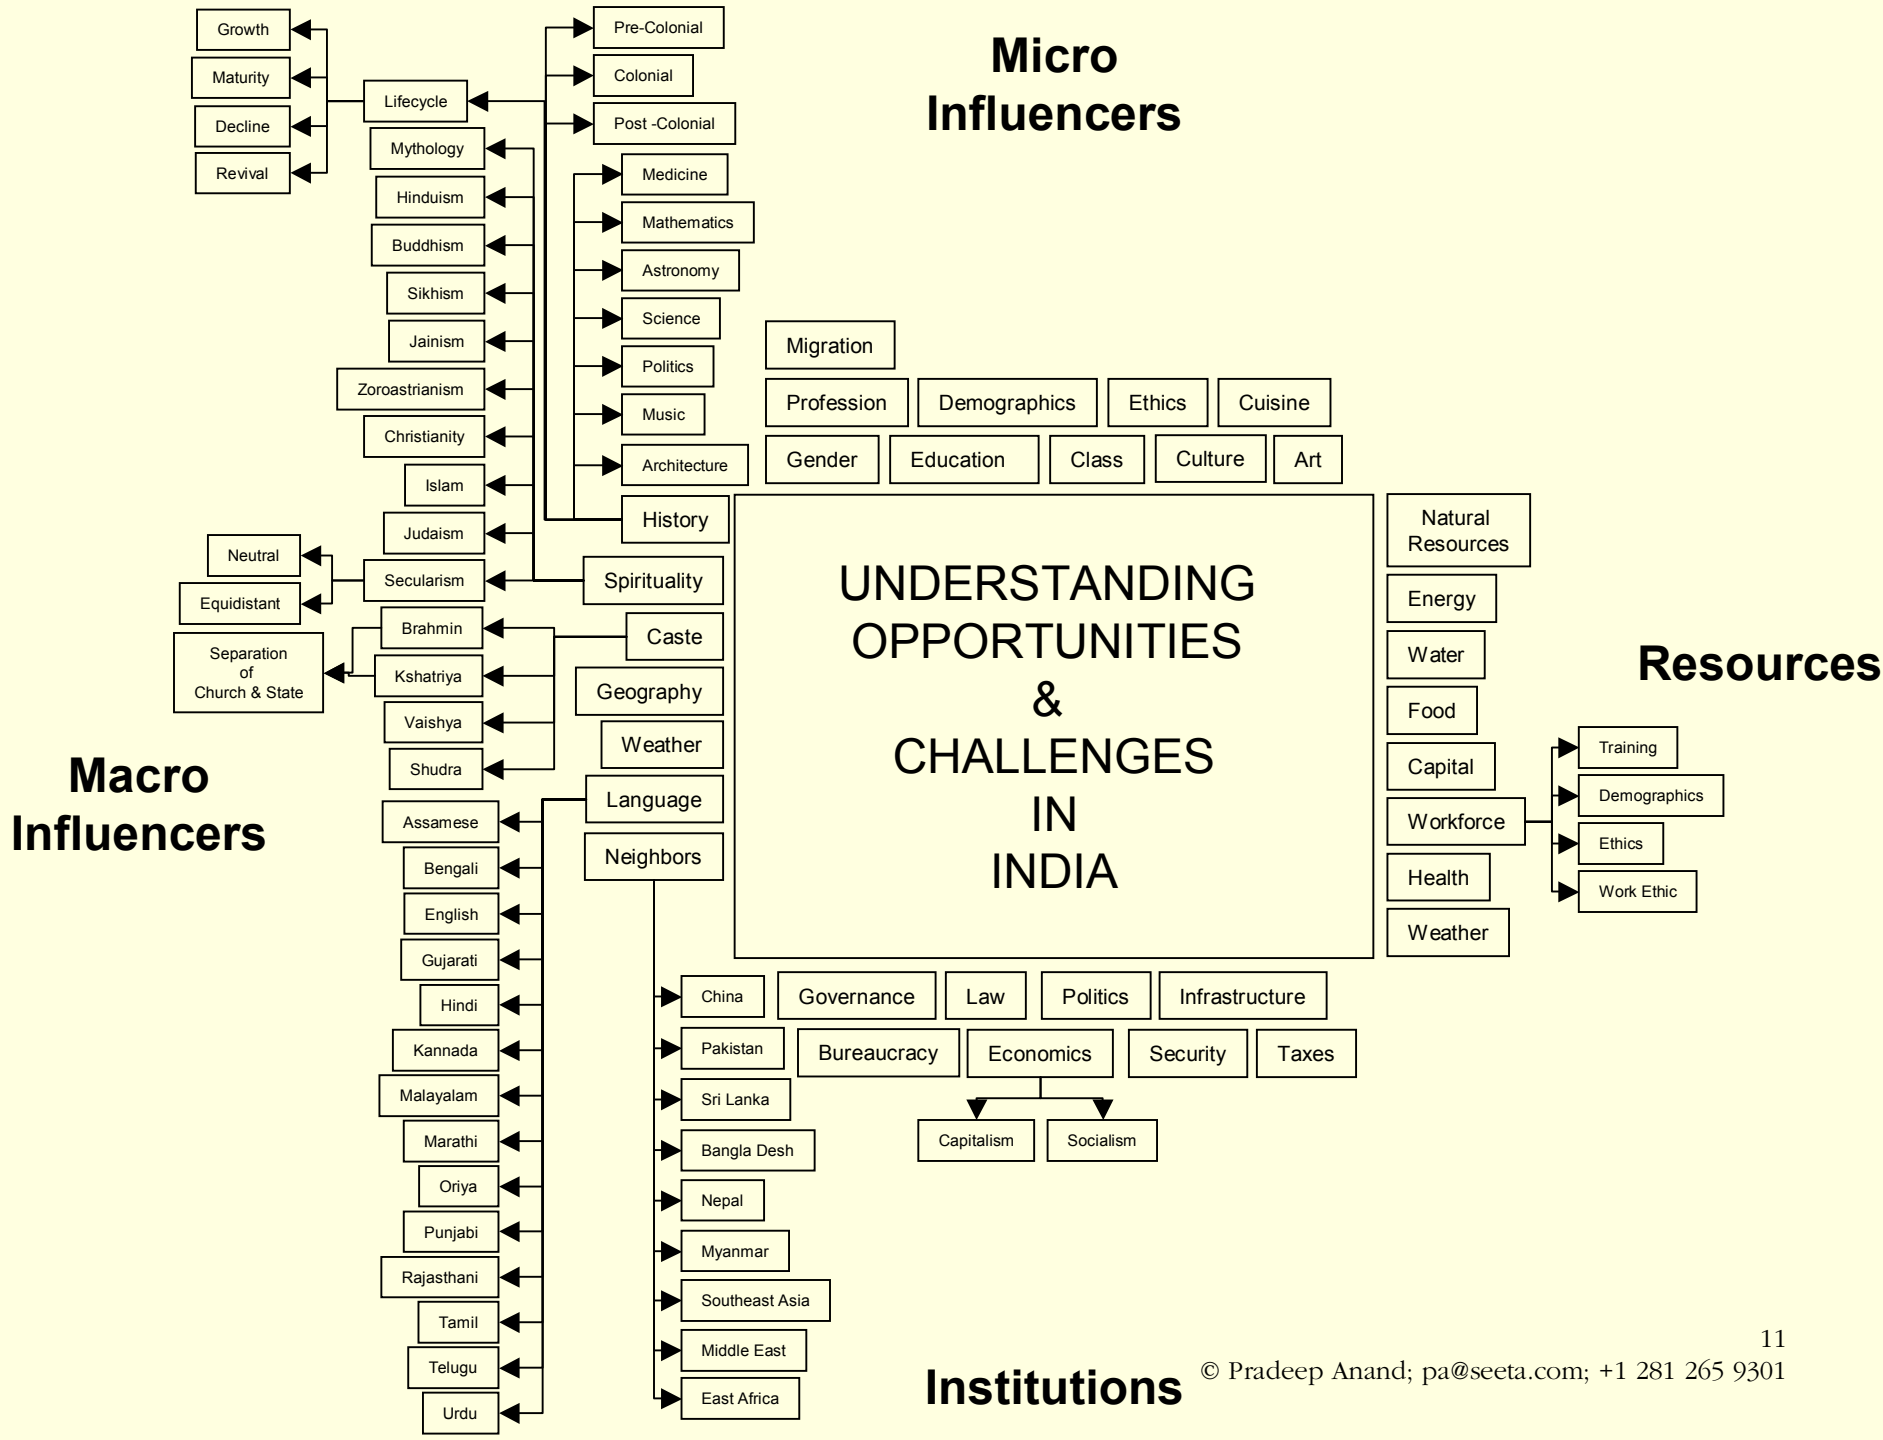 Micro
Influencers
Growth
Maturity
Decline
Revival
Lifecycle
Mythology
Hinduism
Buddhism
Sikhism
Jainism
Zoroastrianism
Christianity
Islam
Judaism
Secularism
Neutral
Equidistant
Separation
of
Church & State
Brahmin
Kshatriya
Vaishya
Shudra
Pre-Colonial
Colonial
Post -Colonial
Medicine
Mathematics
Astronomy
Science
Politics
Music
Architecture
History
Spirituality
Caste
Geography
Weather
Language
Neighbors
Macro
Influencers
Assamese
Bengali
English
Gujarati
Hindi
Kannada
Malayalam
Marathi
Oriya
Punjabi
Rajasthani
Tamil
Telugu
Urdu
China
Pakistan
Sri Lanka
Bangla Desh
Nepal
Myanmar
Southeast Asia
Middle East
East Africa
Migration
Profession
Demographics
Ethics
Cuisine
Gender
Education
Class
Culture
Art
UNDERSTANDING
OPPORTUNITIES
&
CHALLENGES
IN
INDIA
Natural
Resources
Energy
Water
Food
Capital
Workforce
Health
Weather
Resources
Training
Demographics
Ethics
Work Ethic
Governance
Law
Politics
Infrastructure
Bureaucracy
Economics
Security
Taxes
Capitalism
Socialism
Institutions
11
© Pradeep Anand; pa@seeta.com; +1 281 265 9301